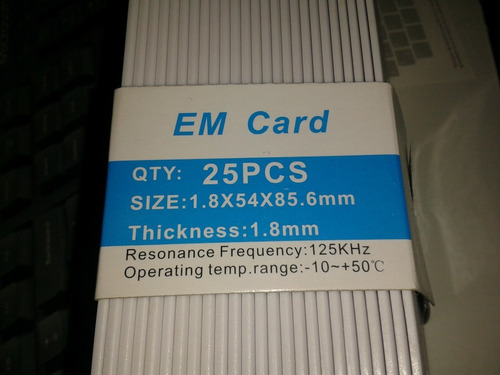 EM Card
QTY: 25PCS
SIZE:1.8X54X85.6mm
Thickness:1.8mm
Resonance Frequency:125KHz
Operating temp.range:-10~+50℃